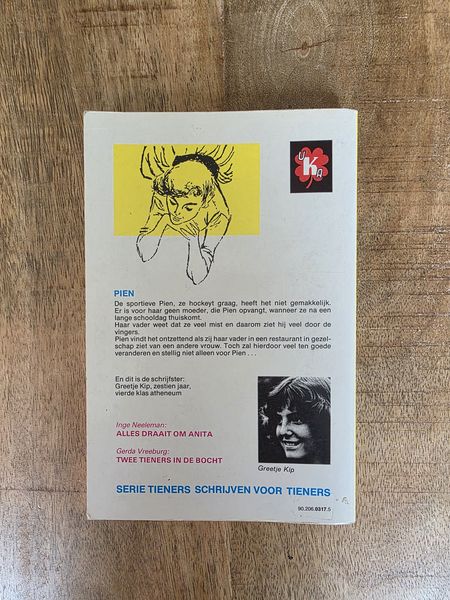 U
K
A
PIEN
De sportieve Pien, ze hockeyt graag, heeft het niet gemakkelijk.
Er is voor haar geen moeder, die Pien opvangt, wanneer ze na een
lange schooldag thuiskomt.
Haar vader weet dat ze veel mist en daarom ziet hij veel door de
vingers.
Pien vindt het ontzettend als zij haar vader in een restaurant in gezel-
schap ziet van een andere vrouw. Toch zal hierdoor veel ten goede
veranderen en stellig niet alleen voor Pien . . .
En dit is de schrijfster:
Greetje Kip, zestien jaar,
vierde klas atheneum
Inge Neeleman:
ALLES DRAAIT OM ANITA
Gerda Vreeburg:
TWEE TIENERS IN DE BOCHT
Greetje Kip
SERIE TIENERS SCHRIJVEN VOOR TIENERS
90.206.0317.5